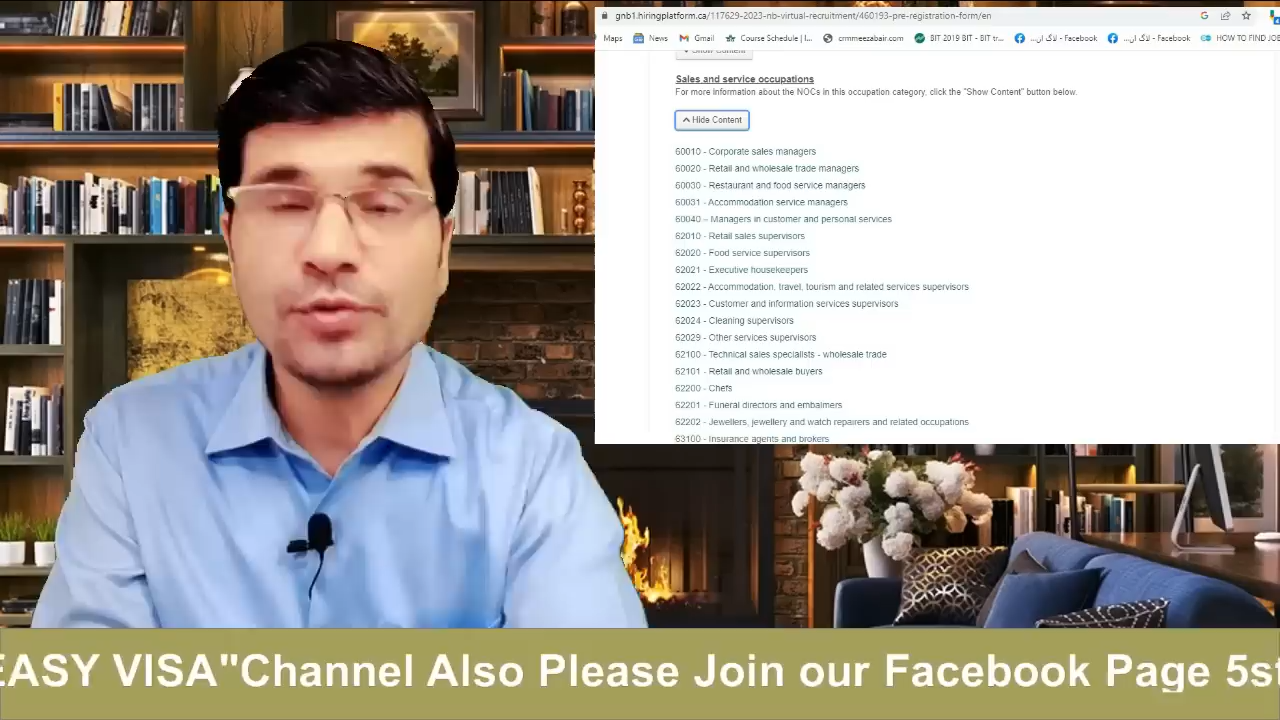 gnb1.hiringplatform.ca/117629-2023-nb-virtual-recruitment/460193-pre-registration-form/en
Maps News Gmail Course Schedule | I... crmmeezabair.com BIT 2019 BIT - BIT tr... لاگ ان... - Facebook لاگ ان... - Facebook HOW TO FIND JOB
Show Content
Sales and service occupations
For more information about the NOCs in this occupation category, click the "Show Content" button below.
Hide Content
60010 - Corporate sales managers
60020 - Retail and wholesale trade managers
60030 - Restaurant and food service managers
60031 - Accommodation service managers
60040 – Managers in customer and personal services
62010 - Retail sales supervisors
62020 - Food service supervisors
62021 - Executive housekeepers
62022 - Accommodation, travel, tourism and related services supervisors
62023 - Customer and information services supervisors
62024 - Cleaning supervisors
62029 - Other services supervisors
62100 - Technical sales specialists - wholesale trade
62101 - Retail and wholesale buyers
62200 - Chefs
62201 - Funeral directors and embalmers
62202 - Jewellers, jewellery and watch repairers and related occupations
63100 - Insurance agents and brokers
EASY VISA"Channel Also Please Join our Facebook Page 5st